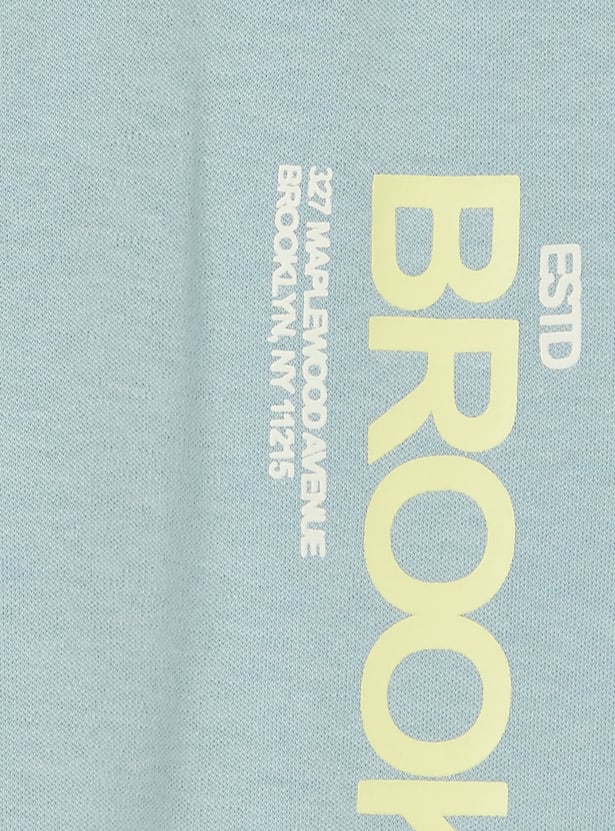 ESTD
BROOK
327 MAPLEWOOD AVENUE
BROOKLYN, NY 11215